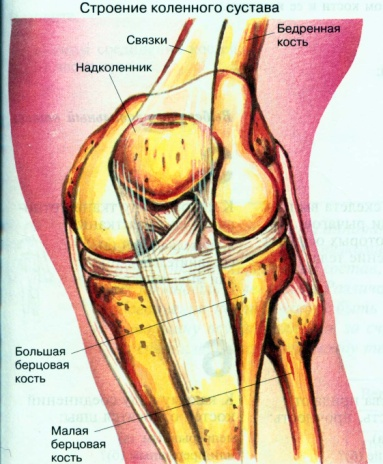 Строение коленного сустава
Бедренная
кость
Связки
Надколенник
Большая
берцовая
кость
Малая
берцовая
кость